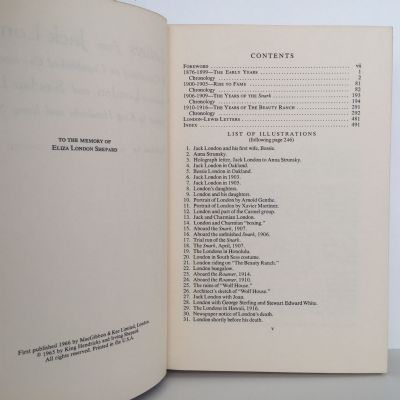 TO THE MEMORY OF
ELIZA LONDON SHEPARD
First published 1966 by MacGibbon & Kee Limited, London.
© 1965 by King Hendricks and Irving Shepard.
All rights reserved. Printed in the U.S.A.
CONTENTS
FOREWORD vii
1876-1899—THE EARLY YEARS 1
Chronology 2
1900-1905—RISE TO FAME 81
Chronology 82
1906-1909—THE YEARS OF THE Snark 193
Chronology 194
1910-1916—THE YEARS OF THE BEAUTY RANCH 291
Chronology 292
LONDON-LEWIS LETTERS 481
INDEX 491
LIST OF ILLUSTRATIONS
(following page 246)
1. Jack London and his first wife, Bessie.
2. Anna Strunsky.
3. Holograph letter, Jack London to Anna Strunsky.
4. Jack London in Oakland.
5. Bessie London in Oakland.
6. Jack London in 1903.
7. Jack London in 1905.
8. London's daughters.
9. London and his daughters.
10. Portrait of London by Arnold Genthe.
11. Portrait of London by Xavier Martinez.
12. London and part of the Carmel group.
13. Jack and Charmian London.
14. London and Charmian "boxing."
15. Aboard the Snark, 1907.
16. Aboard the unfinished Snark, 1906.
17. Trial run of the Snark.
18. The Snark, April, 1907.
19. The Londons in Honolulu.
20. London in South Seas costume.
21. London riding on "The Beauty Ranch."
22. London bungalow.
23. Aboard the Roamer, 1914.
24. Aboard the Roamer, 1910.
25. The ruins of "Wolf House."
26. Architect's sketch of "Wolf House."
27. Jack London with Joan.
28. London with George Sterling and Stewart Edward White.
29. The Londons in Hawaii, 1916.
30. Newspaper notice of London's death.
31. London shortly before his death.
v